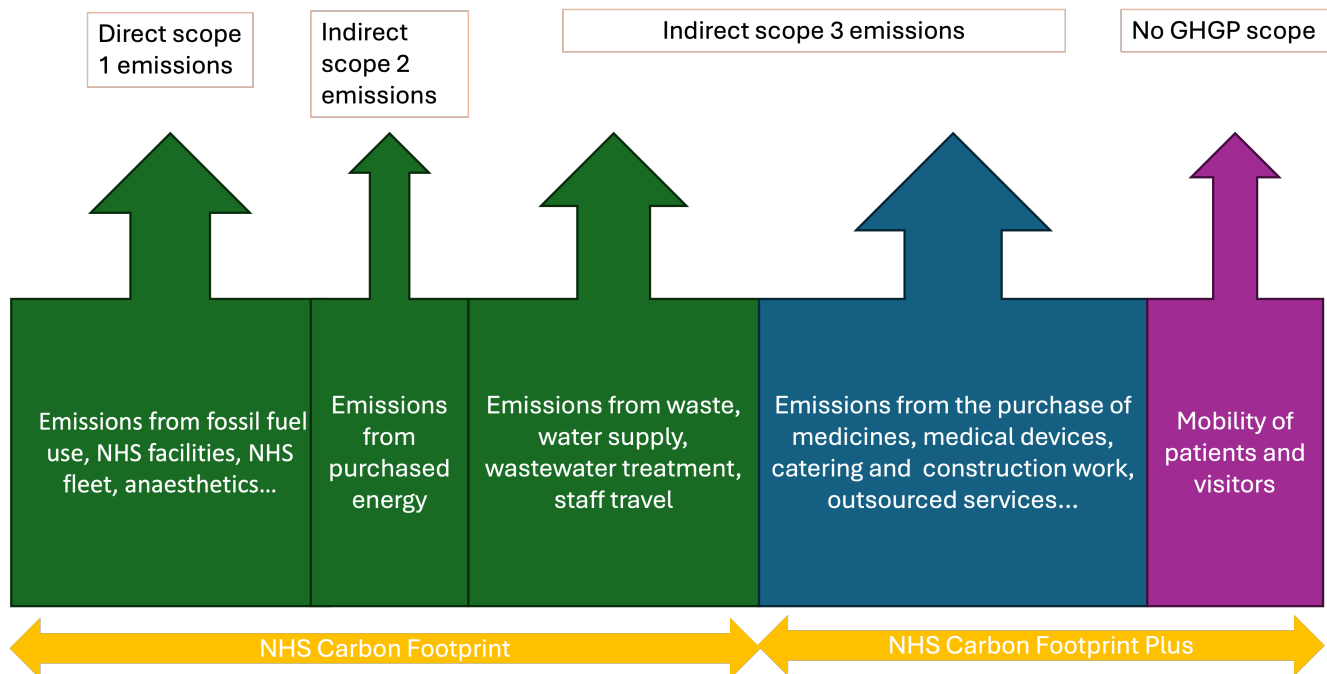 Direct scope
1 emissions
Indirect
scope 2
emissions
Indirect scope 3 emissions
No GHGP scope
Emissions from fossil fuel
use, NHS facilities, NHS
fleet, anaesthetics...
Emissions
from
purchased
energy
Emissions from waste,
water supply,
wastewater treatment,
staff travel
Emissions from the purchase of
medicines, medical devices,
catering and construction work,
outsourced services...
Mobility of
patients and
visitors
NHS Carbon Footprint
NHS Carbon Footprint Plus